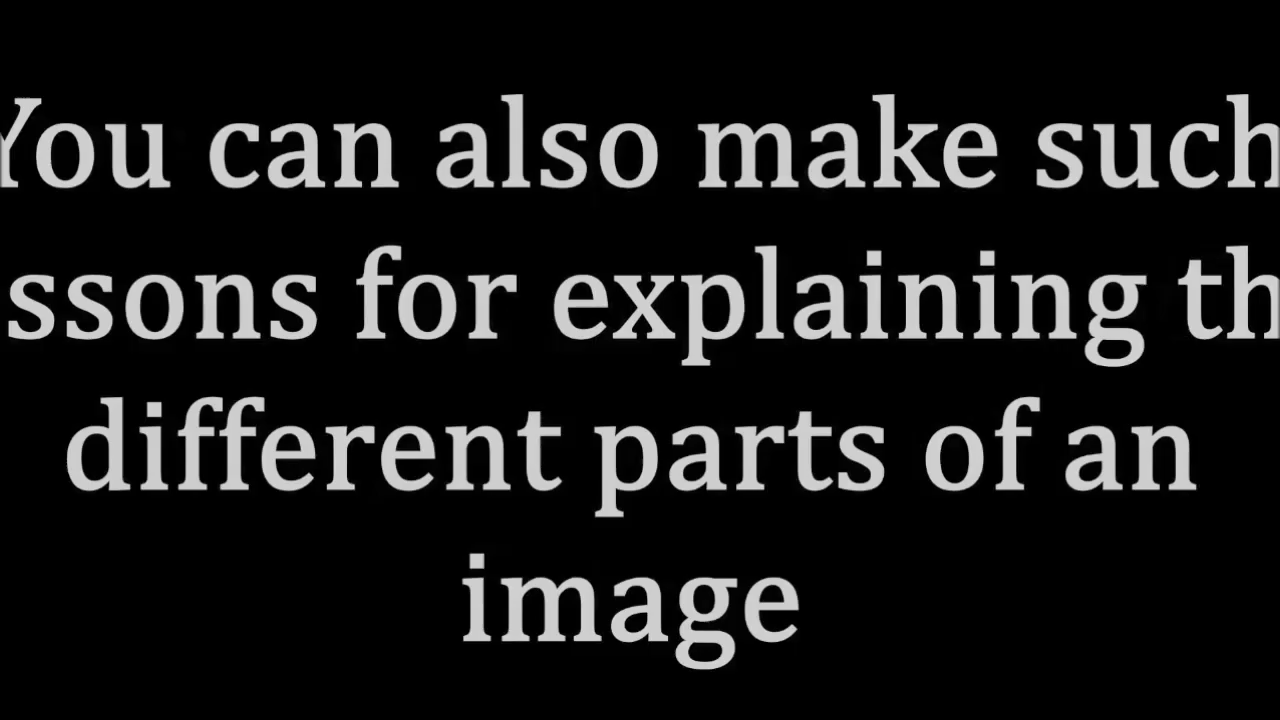 You can also make such
ssons for explaining th
different parts of an
image